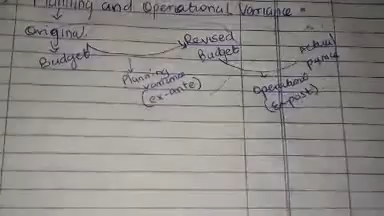 Planning and Operational Variance =
Original
Budget
Revised
Budget
Actual
Planning
variance
(ex-ante)
Operational
(Ex-post)